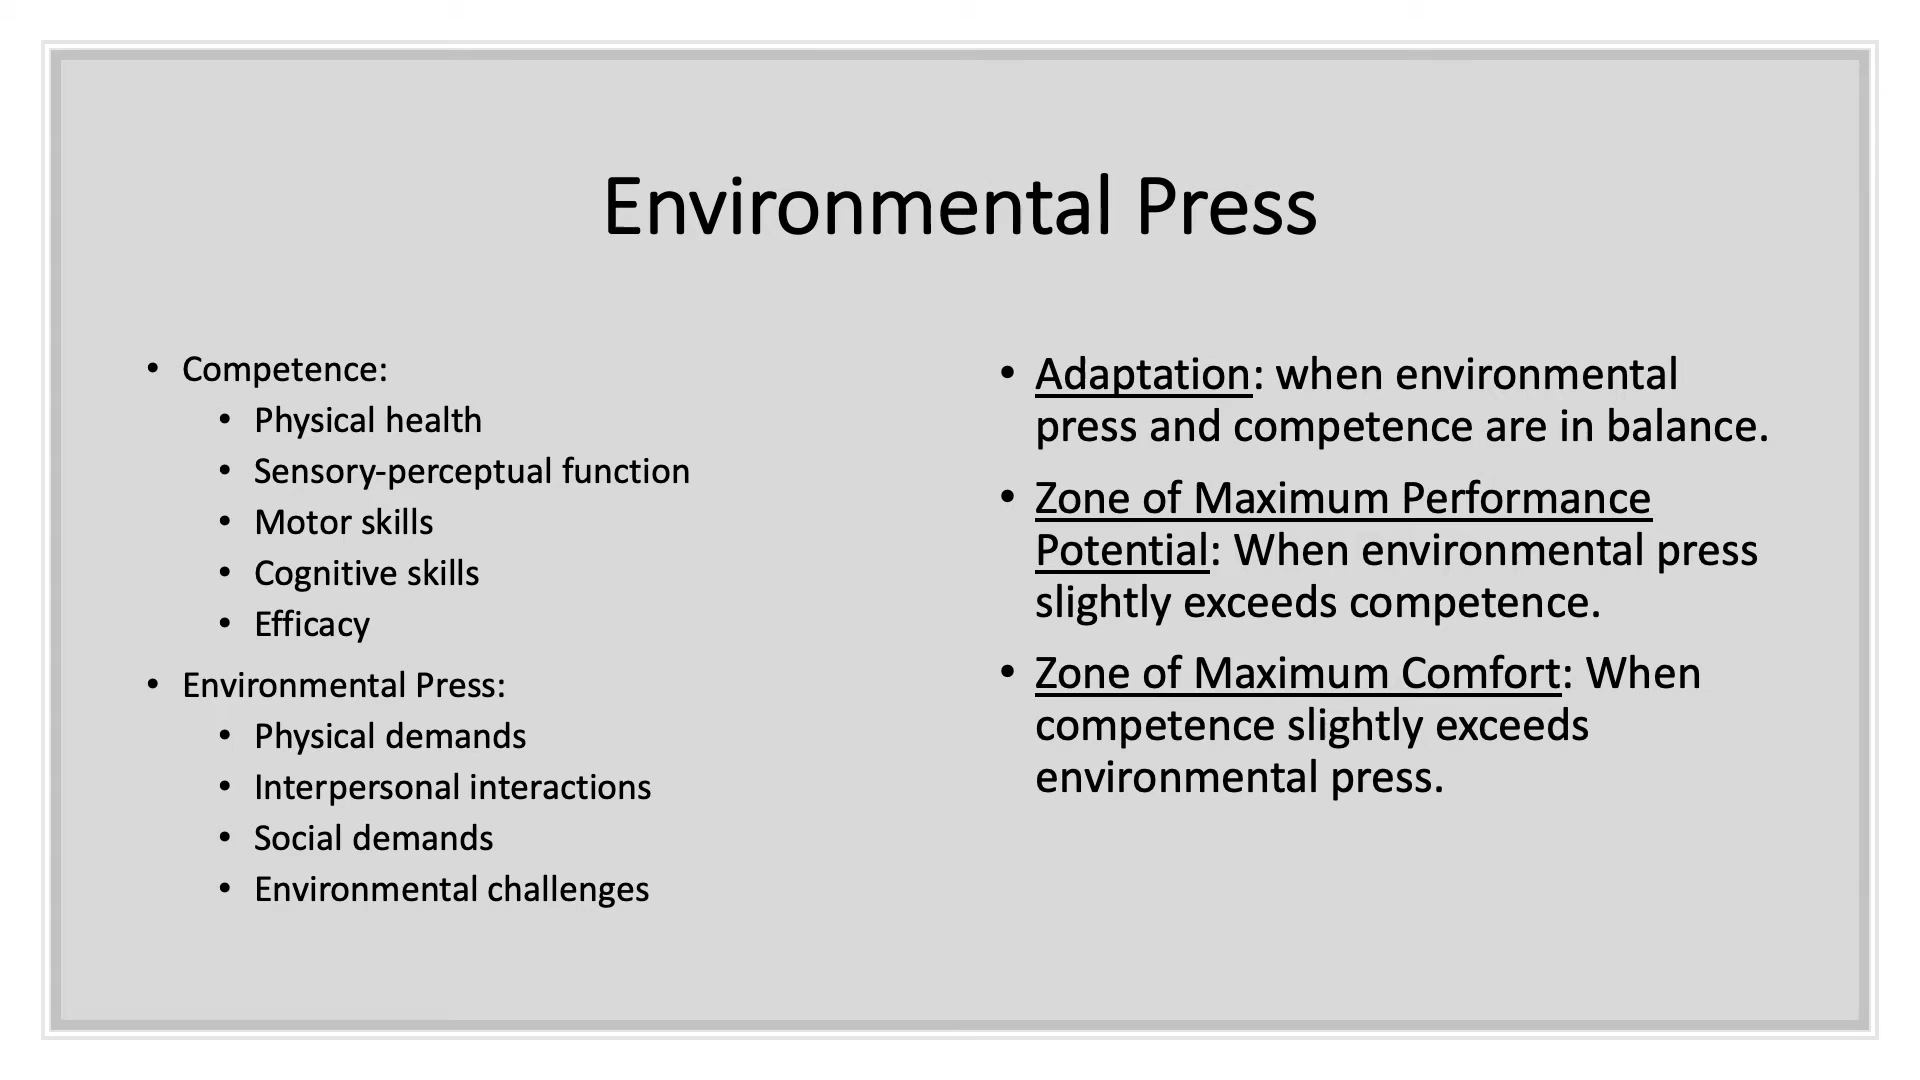 Environmental Press
• Competence:
• Physical health
• Sensory-perceptual function
• Motor skills
• Cognitive skills
• Efficacy
• Environmental Press:
• Physical demands
• Interpersonal interactions
• Social demands
• Environmental challenges
• Adaptation: when environmental
press and competence are in balance.
• Zone of Maximum Performance
Potential: When environmental press
slightly exceeds competence.
• Zone of Maximum Comfort: When
competence slightly exceeds
environmental press.